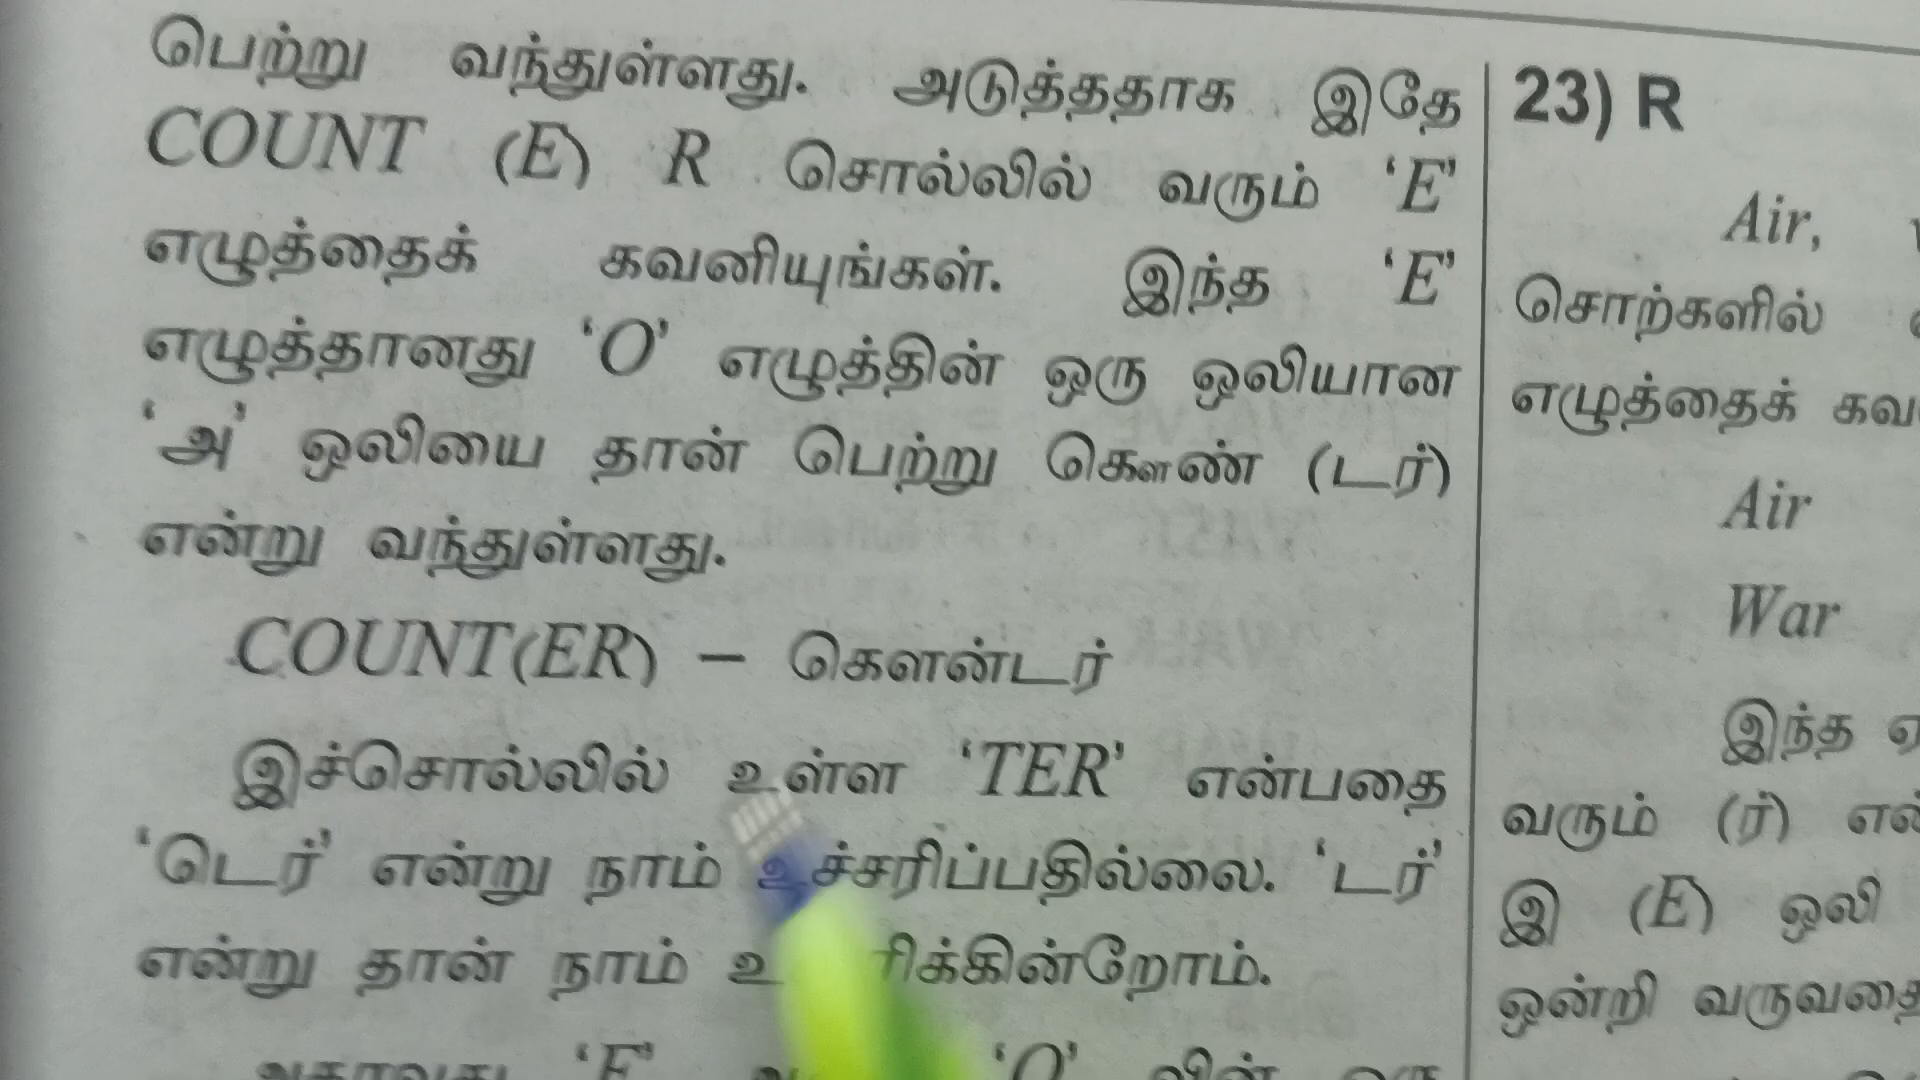 பெற்று வந்துள்ளது. அடுத்ததாக இதே
COUNT (E) R சொல்லில் வரும் ‘E’
எழுத்தைக் கவனியுங்கள். இந்த ‘E’
எழுத்தானது ‘O’ எழுத்தின் ஒரு ஒலியான
‘அ’ ஒலியை தான் பெற்று கௌண் (டர்)
என்று வந்துள்ளது.
COUNT(ER) – கௌன்டர்
இச்சொல்லில் உள்ள ‘TER’ என்பதை
‘டெர்’ என்று நாம் உச்சரிப்பதில்லை. ‘டர்’
என்று தான் நாம்
‘E’ ‘O’ வின் ஒரு
23) R
Air,
சொற்களில்
எழுத்தைக்
Air
War
இந்த
வரும் (ர்)
இ (E) ஒலி
ஒன்றி